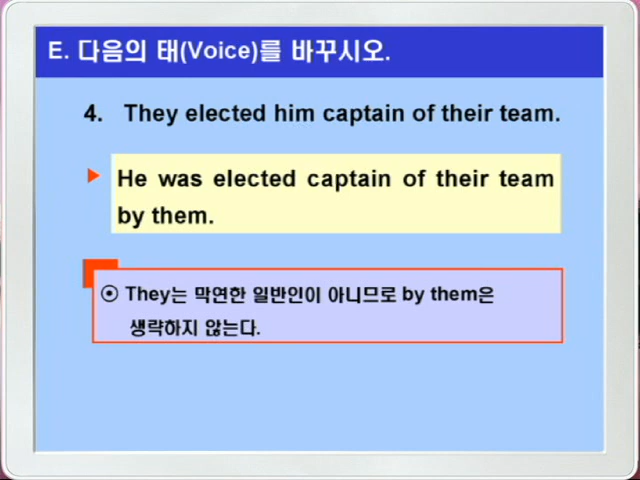 E. 다음의 태(Voice)를 바꾸시오.
4. They elected him captain of their team.
He was elected captain of their team
by them.
⊙ They는 막연한 일반인이 아니므로 by them은
생략하지 않는다.